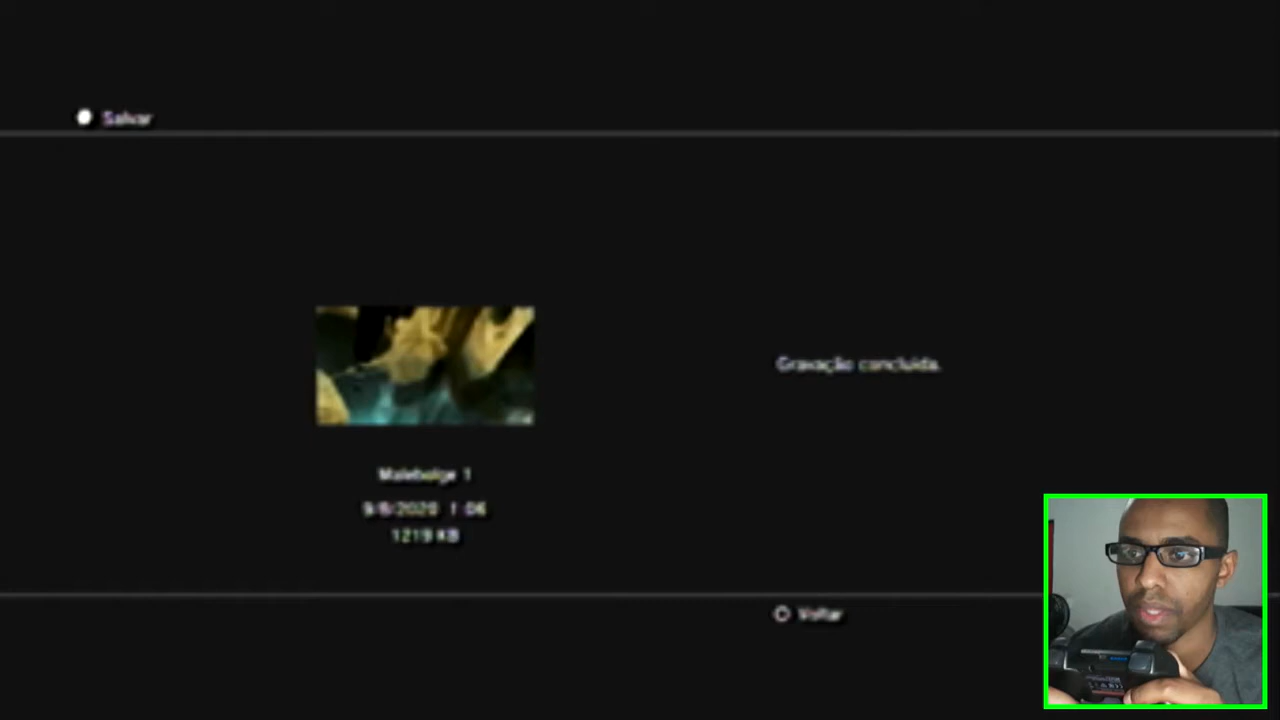 Salvar
Gravação concluída.
Malebolge 1
9/8/2020 1:06
1219 KB
Voltar